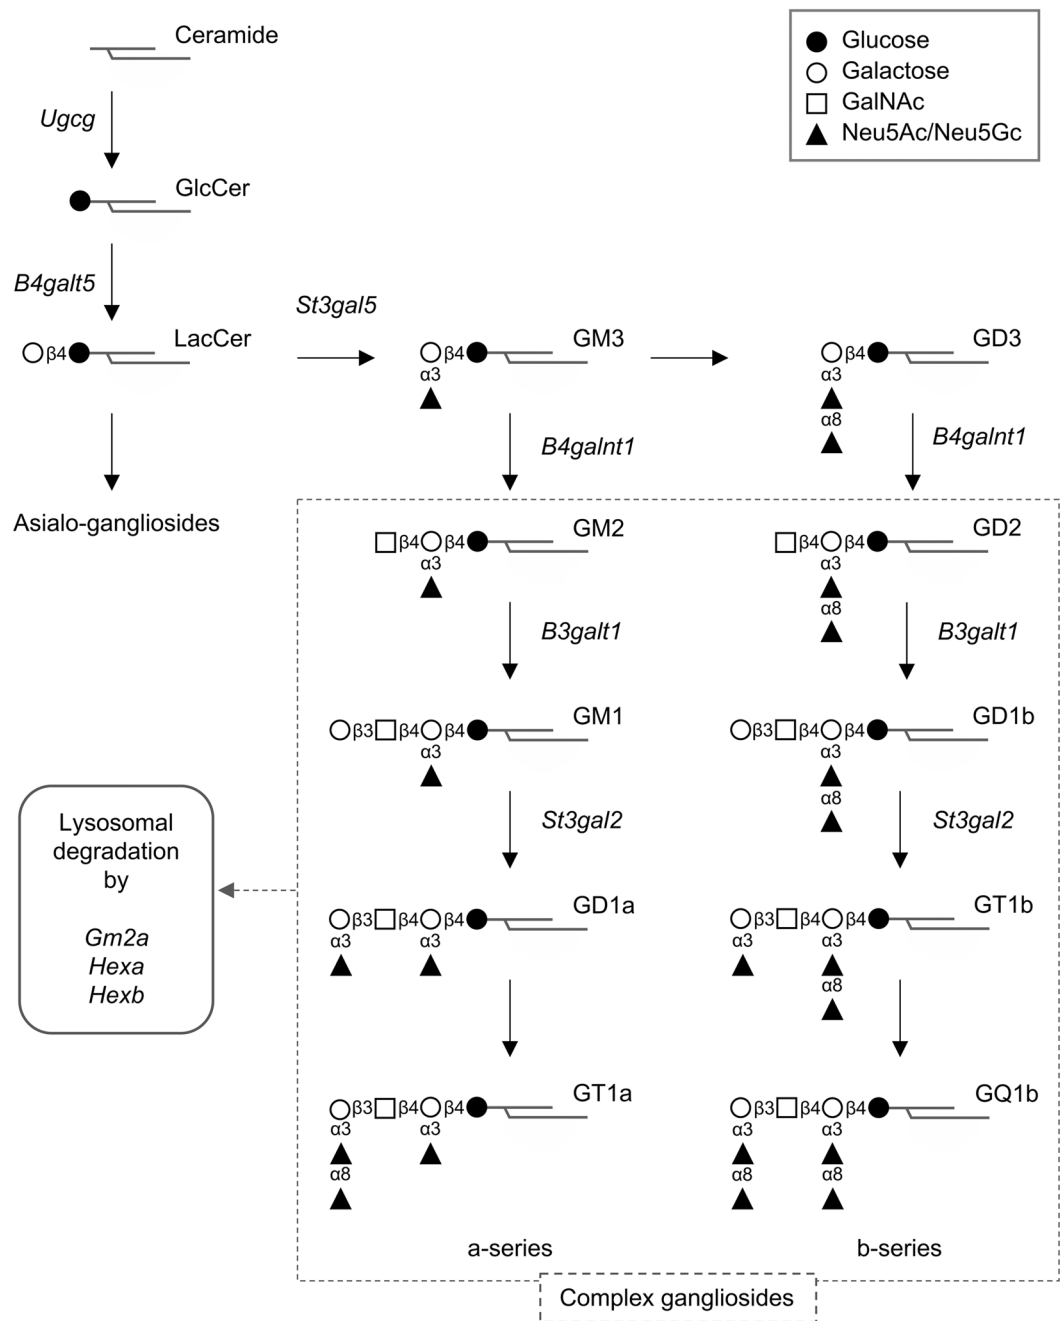 Ceramide
Glucose
Galactose
GalNAc
Neu5Ac/Neu5Gc
Ugcg
GlcCer
B4galt5
St3gal5
LacCer
β4
GM3
β4
α3
GD3
β4
α3
α8
B4galnt1
B4galnt1
Asialo-gangliosides
GM2
β4 β4
α3
GD2
β4 β4
α3
α8
B3galt1
B3galt1
GM1
β3 β4 β4
α3
GD1b
β3 β4 β4
α3
α8
St3gal2
St3gal2
Lysosomal
degradation
by
Gm2a
Hexa
Hexb
GD1a
β3 β4 β4
α3 α3
GT1b
β3 β4 β4
α3 α3
α8
GT1a
β3 β4 β4
α3 α3
α8
GQ1b
β3 β4 β4
α3 α3
α8 α8
a-series
b-series
Complex gangliosides